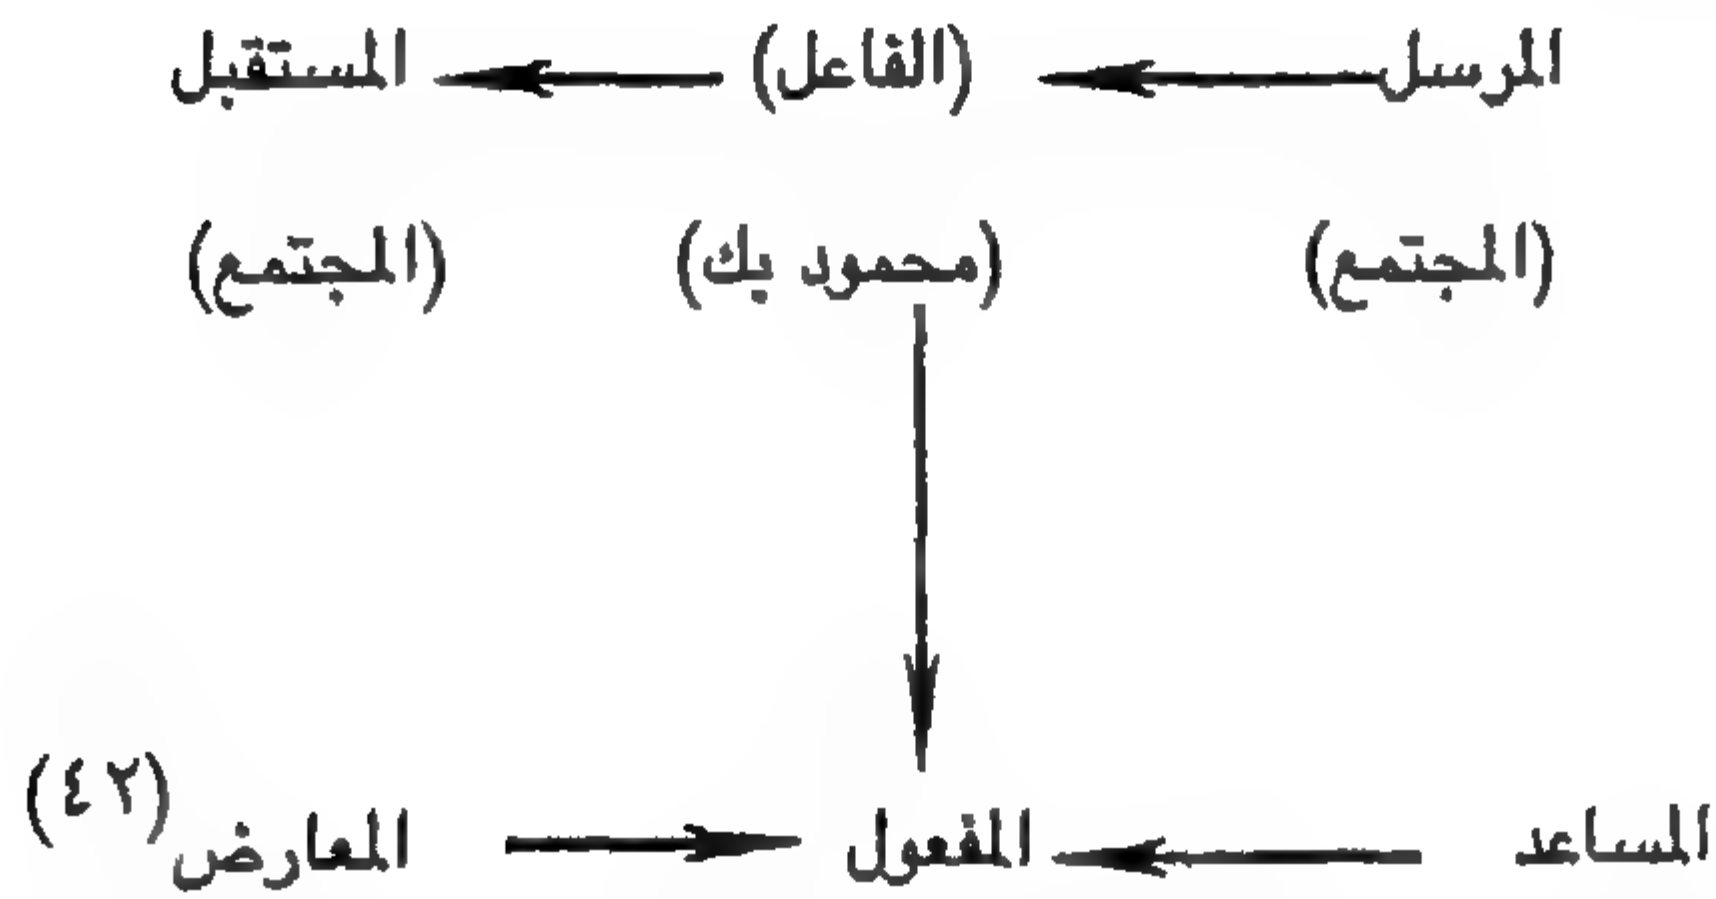 المرسل (الفاعل) المستقبل
(المجتمع) (محمود بك) (المجتمع)
المساعد المفعول المعارض (٤٢)